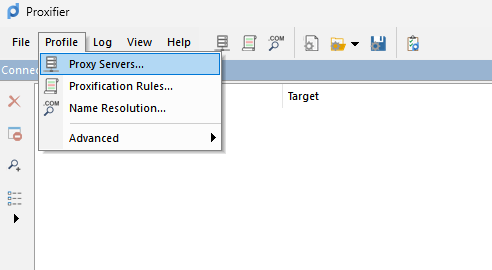 Proxifier
File Profile Log View Help .COM
Conne
Proxy Servers...
Proxification Rules...
.COM Name Resolution...
Advanced
Target